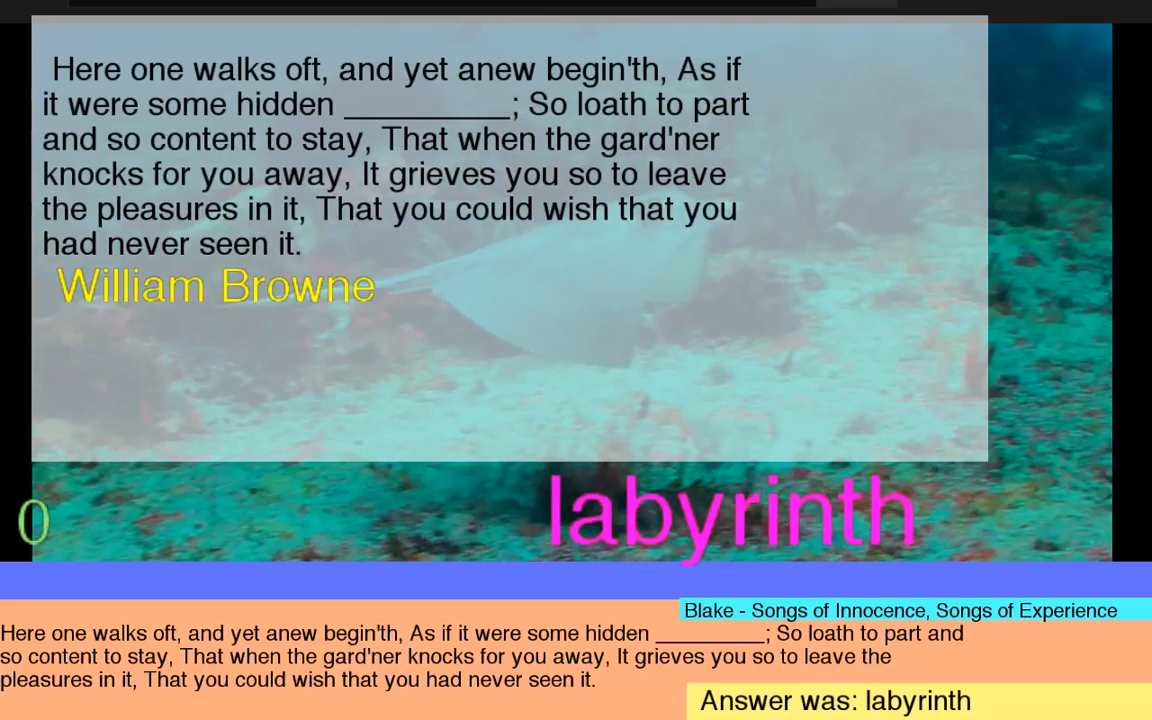 Here one walks oft, and yet anew begin'th, As if
it were some hidden __________; So loath to part
and so content to stay, That when the gard'ner
knocks for you away, It grieves you so to leave
the pleasures in it, That you could wish that you
had never seen it.
William Browne
0
labyrinth
Blake - Songs of Innocence, Songs of Experience
Here one walks oft, and yet anew begin'th, As if it were some hidden __________; So loath to part and
so content to stay, That when the gard'ner knocks for you away, It grieves you so to leave the
pleasures in it, That you could wish that you had never seen it.
Answer was: labyrinth